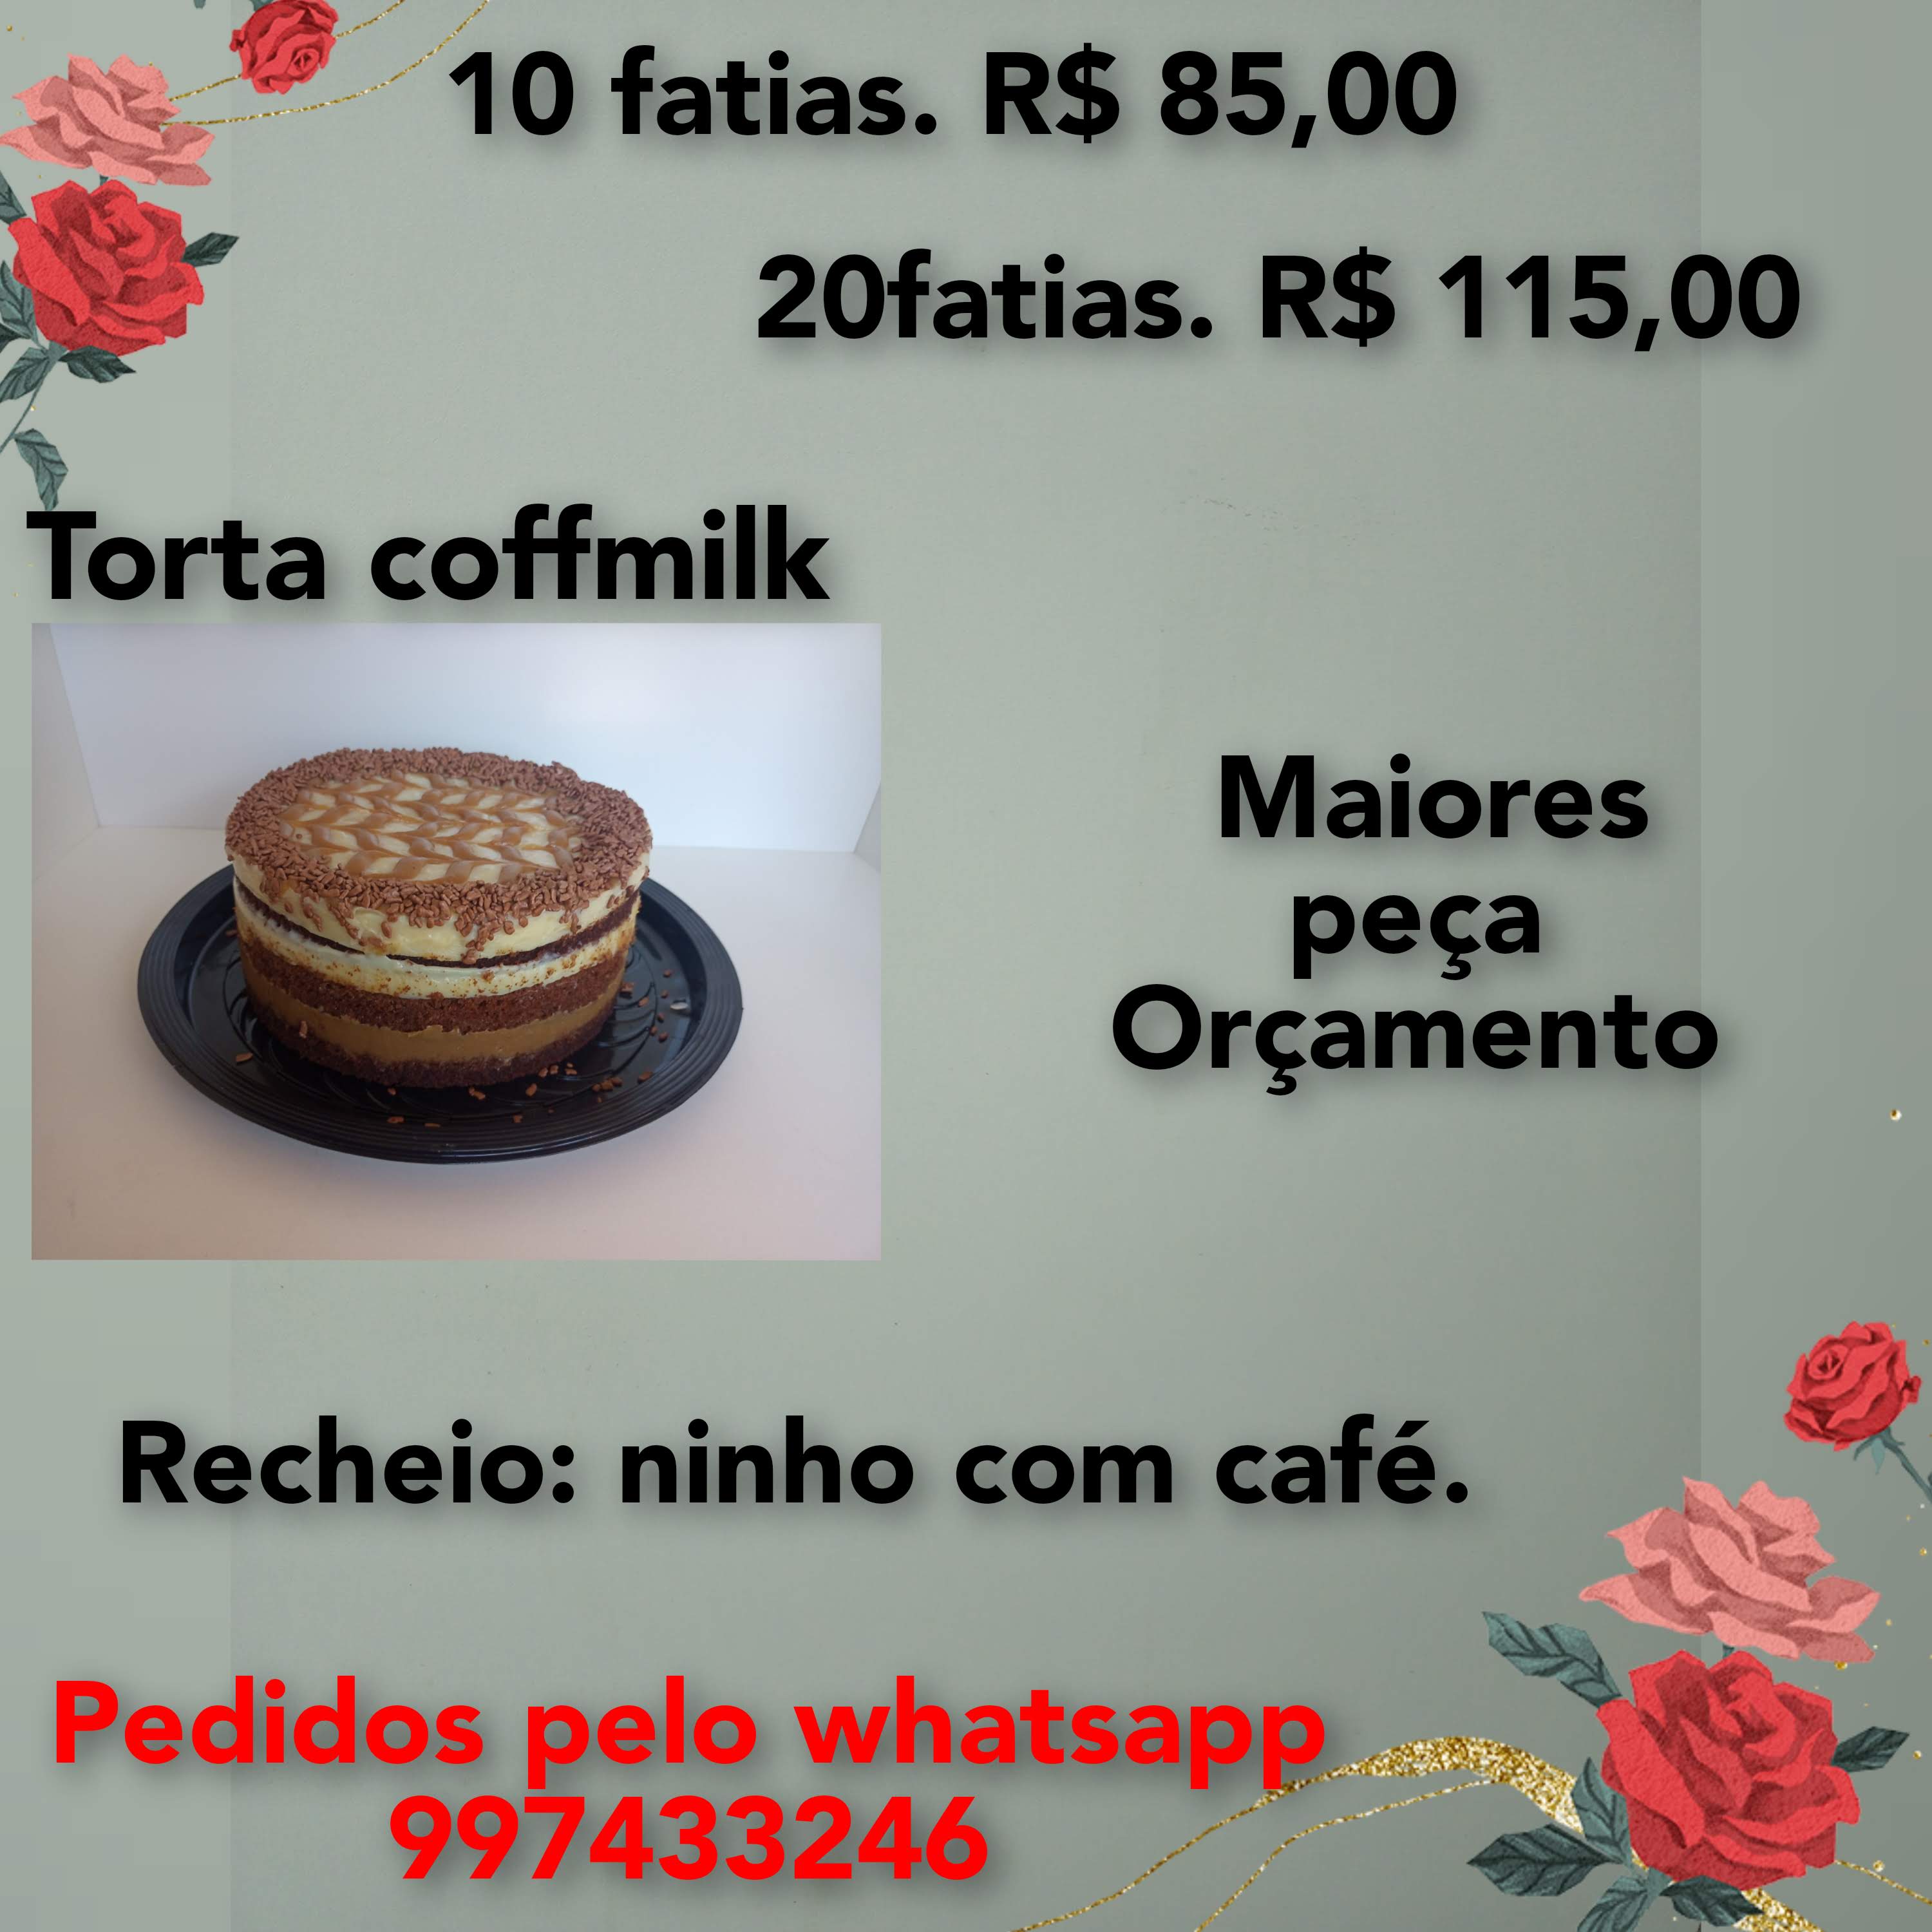 10 fatias. R$ 85,00
20fatias. R$ 115,00
Torta coffmilk
Maiores
peça
Orçamento
Recheio: ninho com café.
Pedidos pelo whatsapp
997433246